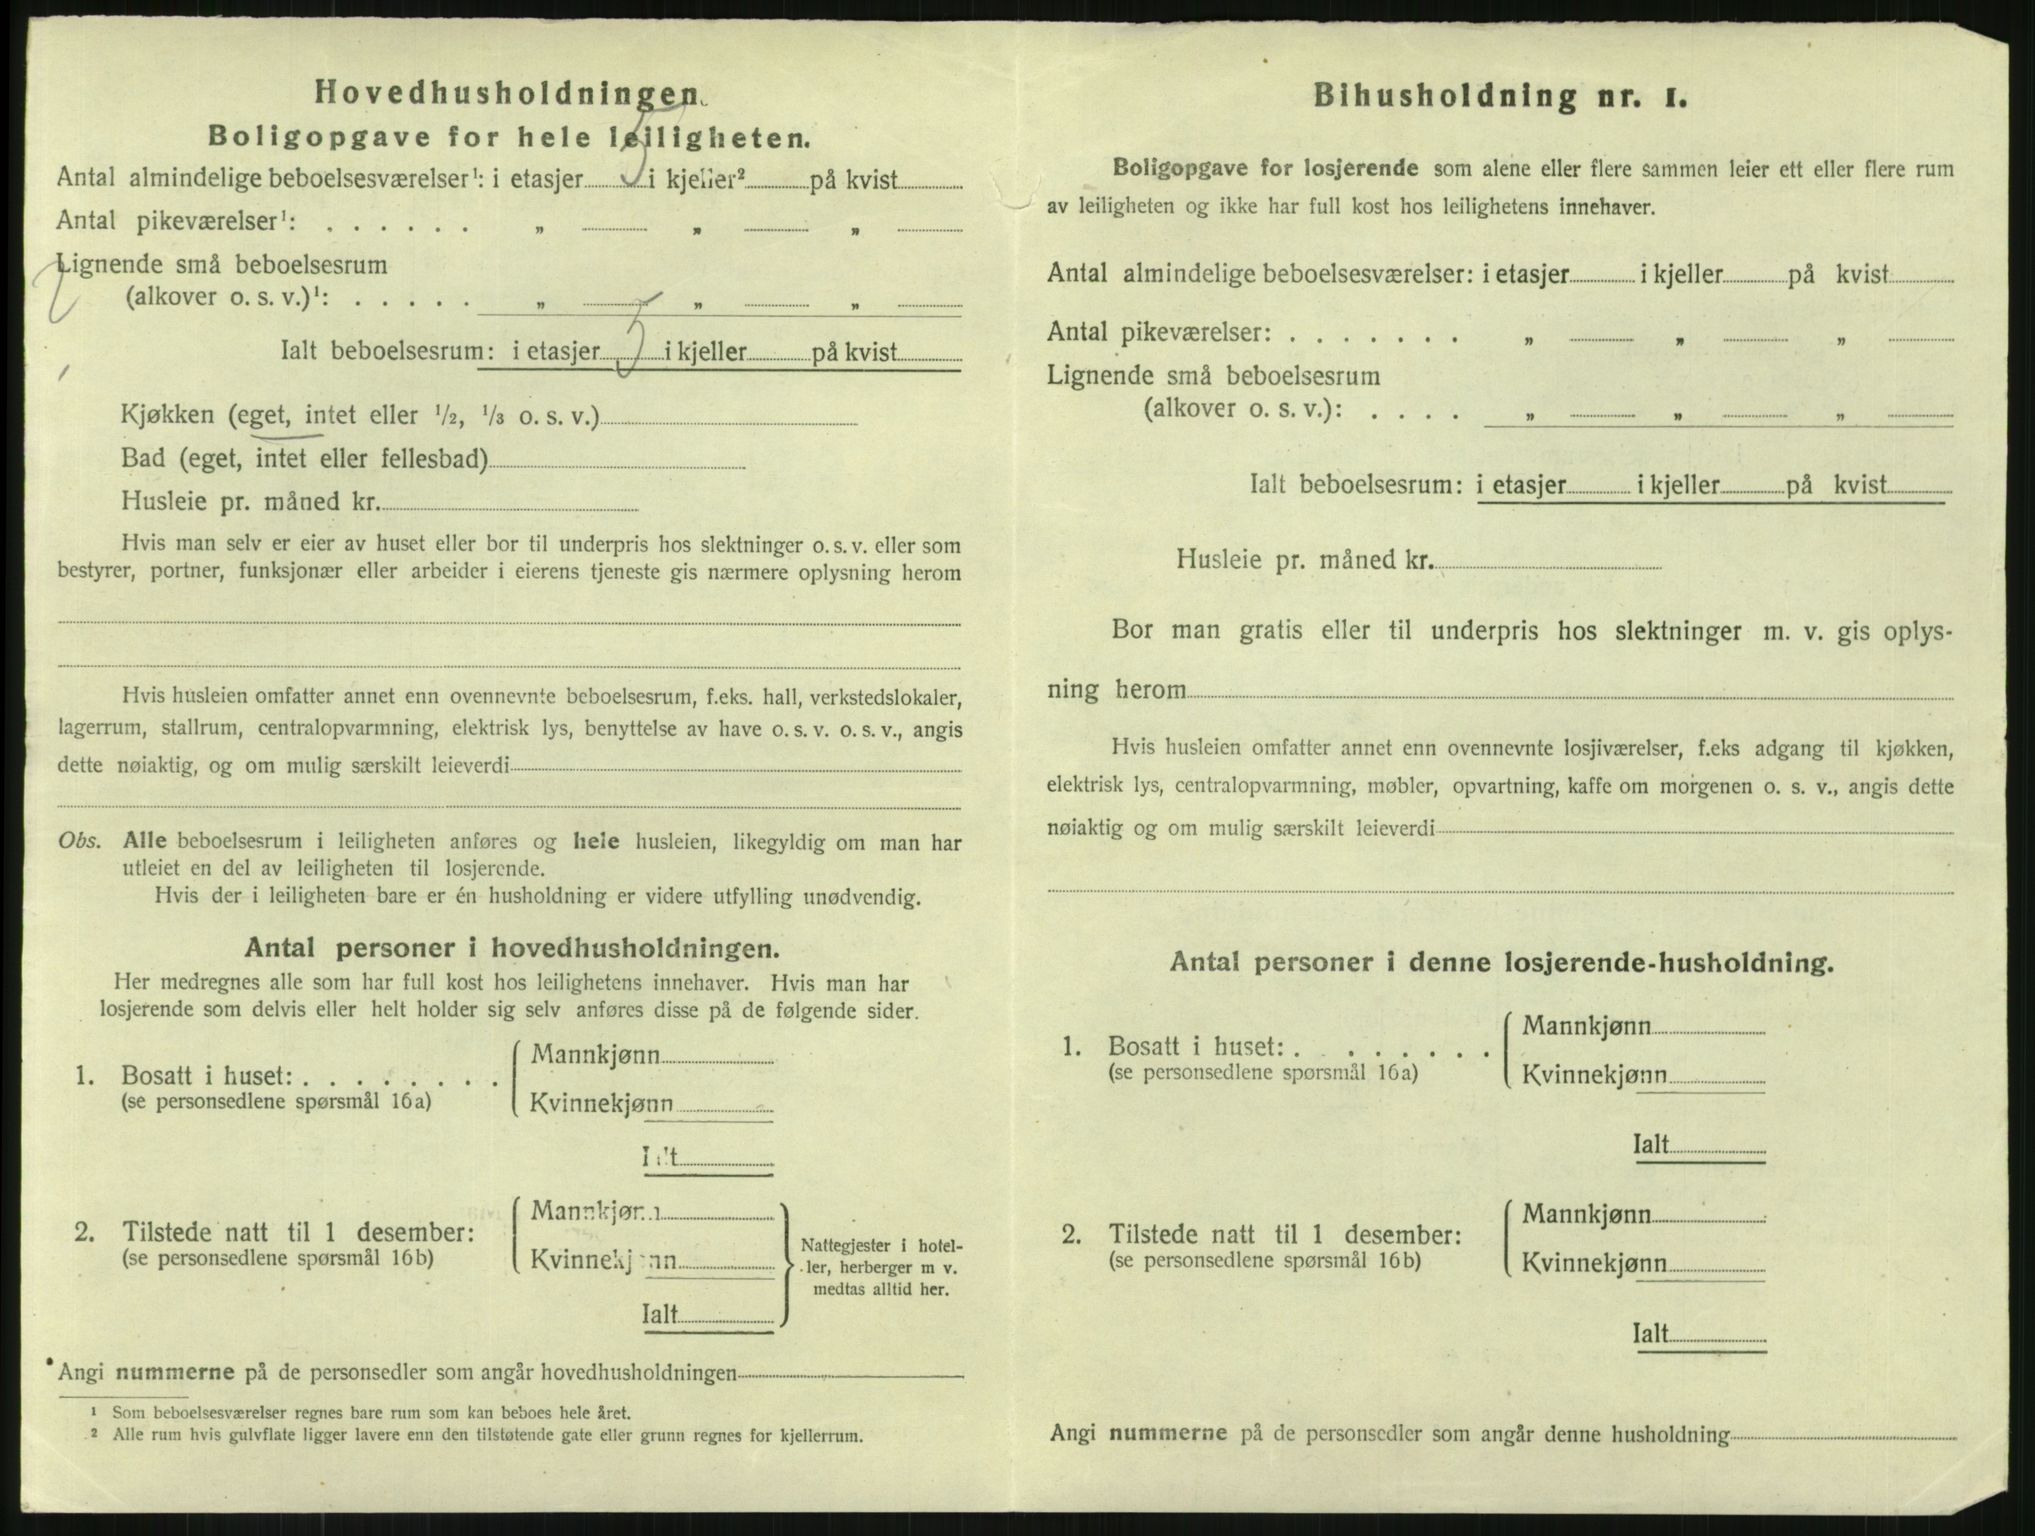 Hovedhusholdningen.
Boligopgave for hele leiligheten.
Antal almindelige beboelsesværelser¹: i etasjer 5 i kjeller² på kvist
Antal pikeværelser¹: . . . . . . „ „ „
Lignende små beboelsesrum
(alkover o. s. v.)¹: . . . . . „ „ „
Ialt beboelsesrum: i etasjer 5 i kjeller på kvist
Kjøkken (eget, intet eller 1/2, 1/3 o. s. v.)
Bad (eget, intet eller fellesbad)
Husleie pr. måned kr.
Hvis man selv er eier av huset eller bor til underpris hos slektninger o. s. v. eller som
bestyrer, portner, funksjonær eller arbeider i eierens tjeneste gis nærmere oplysning herom
Hvis husleien omfatter annet enn ovennevnte beboelsesrum, f.eks. hall, verkstedslokaler,
lagerrum, stallrum, centralopvarmning, elektrisk lys, benyttelse av have o. s. v. o. s. v., angis
dette nøiaktig, og om mulig særskilt leieverdi
Obs. Alle beboelsesrum i leiligheten anføres og hele husleien, likegyldig om man har
utleiet en del av leiligheten til losjerende.
Hvis der i leiligheten bare er én husholdning er videre utfylling unødvendig.
Antal personer i hovedhusholdningen.
Her medregnes alle som har full kost hos leilighetens innehaver. Hvis man har
losjerende som delvis eller helt holder sig selv anføres disse på de følgende sider.
1. Bosatt i huset: . . . . . . . .
(se personsedlene spørsmål 16a)
Mannkjønn
Kvinnekjønn
Ialt
2. Tilstede natt til 1 desember:
(se personsedlene spørsmål 16b)
Mannkjønn
Kvinnekjønn
Ialt
Nattegjester i hotel-
ler, herberger m v.
medtas alltid her.
Angi nummerne på de personsedler som angår hovedhusholdningen
¹ Som beboelsesværelser regnes bare rum som kan beboes hele året.
² Alle rum hvis gulvflate ligger lavere enn den tilstøtende gate eller grunn regnes for kjellerrum.
Bihusholdning nr. 1.
Boligopgave for losjerende som alene eller flere sammen leier ett eller flere rum
av leiligheten og ikke har full kost hos leilighetens innehaver.
Antal almindelige beboelsesværelser: i etasjer i kjeller på kvist
Antal pikeværelser: . . . . . . . „ „ „
Lignende små beboelsesrum
(alkover o. s. v.): . . . . „ „ „
Ialt beboelsesrum: i etasjer i kjeller på kvist
Husleie pr. måned kr.
Bor man gratis eller til underpris hos slektninger m. v. gis oplys-
ning herom
Hvis husleien omfatter annet enn ovennevnte losjiværelser, f.eks adgang til kjøkken,
elektrisk lys, centralopvarmning, møbler, opvartning, kaffe om morgenen o. s. v., angis dette
nøiaktig og om mulig særskilt leieverdi
Antal personer i denne losjerende-husholdning.
1. Bosatt i huset: . . . . . . . .
(se personsedlene spørsmål 16a)
Mannkjønn
Kvinnekjønn
Ialt
2. Tilstede natt til 1 desember:
(se personsedlene spørsmål 16b)
Mannkjønn
Kvinnekjønn
Ialt
Angi nummerne på de personsedler som angår denne husholdning